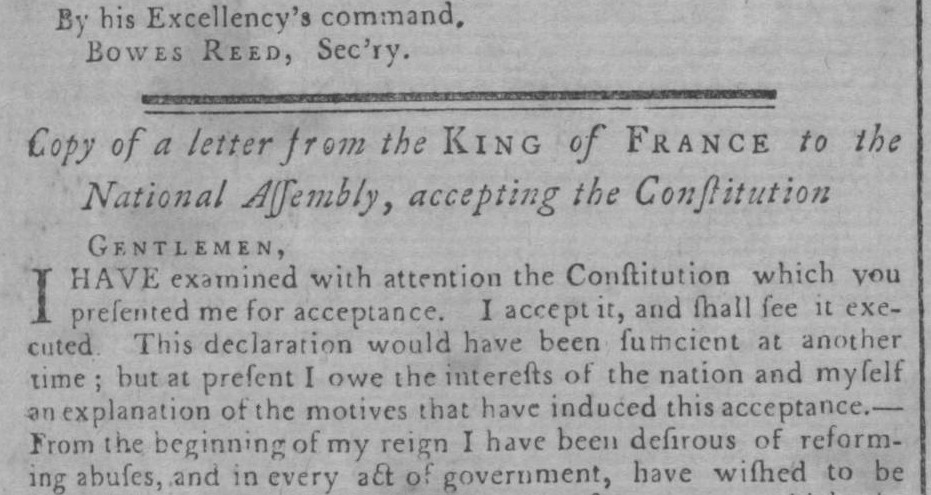 By his Excellency's command.
BOWES REED, Sec'ry.
Copy of a letter from the KING of FRANCE to the
National Aſſembly, accepting the Conſtitution
GENTLEMEN,
I HAVE examined with attention the Conſtitution which you
preſented me for acceptance. I accept it, and ſhall ſee it exe-
cuted. This declaration would have been ſufficient at another
time; but at preſent I owe the intereſts of the nation and myſelf
an explanation of the motives that have induced this acceptance.—
From the beginning of my reign I have been deſirous of reform-
ing abuſes, and in every act of government, have wiſhed to be